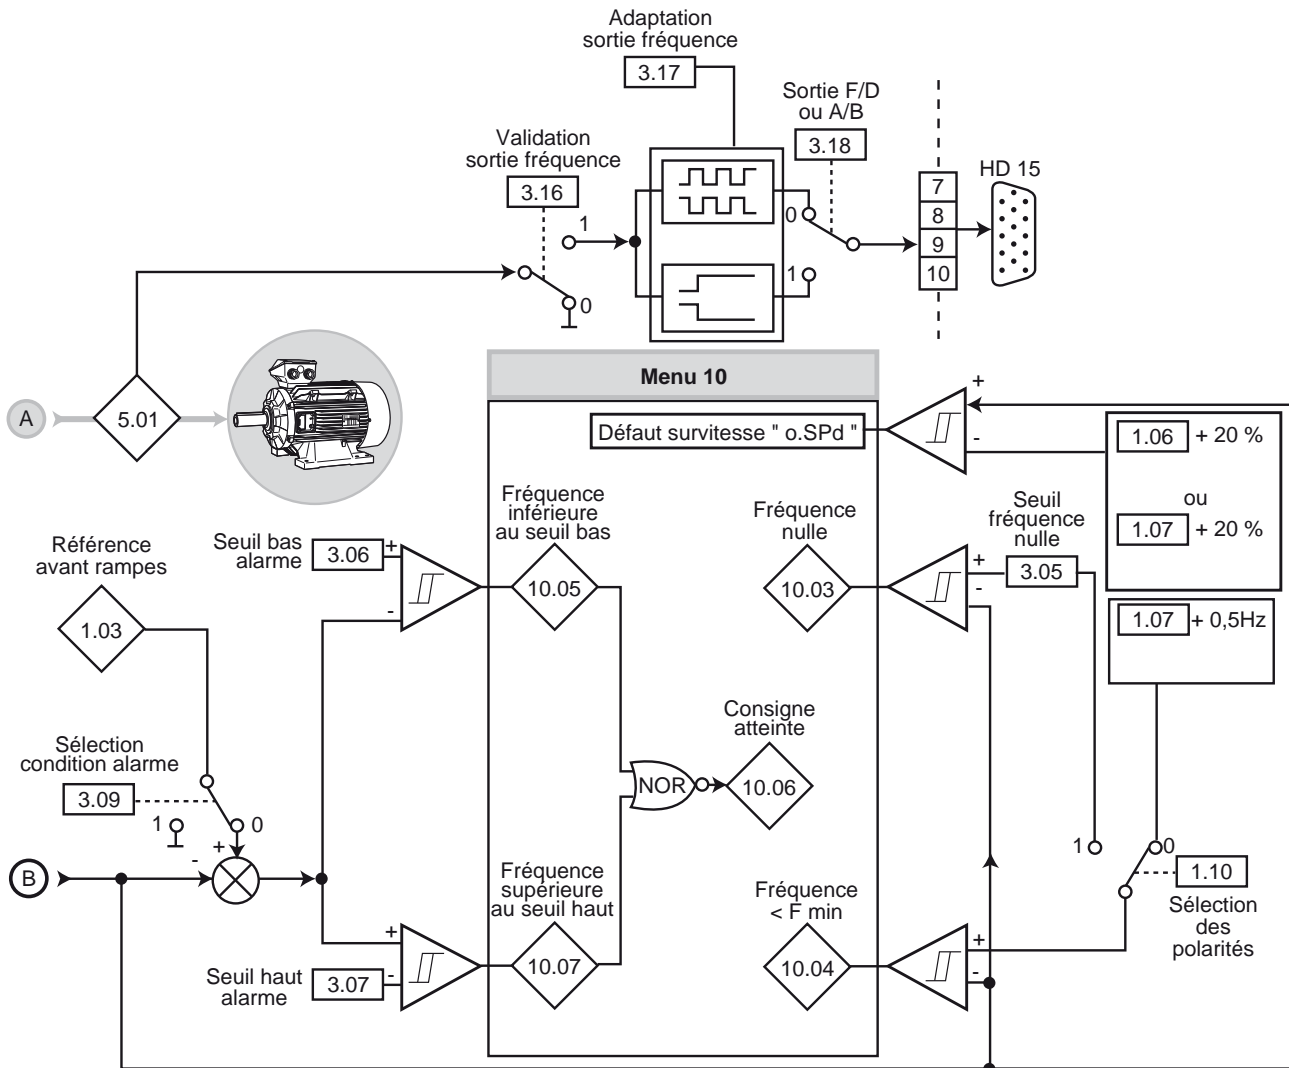 Adaptation
sortie fréquence
3.17
Sortie F/D
ou A/B
3.18
Validation
sortie fréquence
3.16
1
0
0
1
7
8
9
10
HD 15
A
5.01
Menu 10
Défaut survitesse " o.SPd "
+
-
1.06 + 20 %
ou
1.07 + 20 %
Fréquence
inférieure
au seuil bas
10.05
Seuil bas
alarme
3.06
+
-
Fréquence
nulle
10.03
+
-
Seuil
fréquence
nulle
3.05
1.07 + 0,5Hz
Référence
avant rampes
1.03
Sélection
condition alarme
3.09
1
0
+
-
B
NOR
Consigne
atteinte
10.06
Fréquence
supérieure
au seuil haut
10.07
+
-
Seuil haut
alarme
3.07
Fréquence
< F min
10.04
+
-
1
0
1.10
Sélection
des
polarités